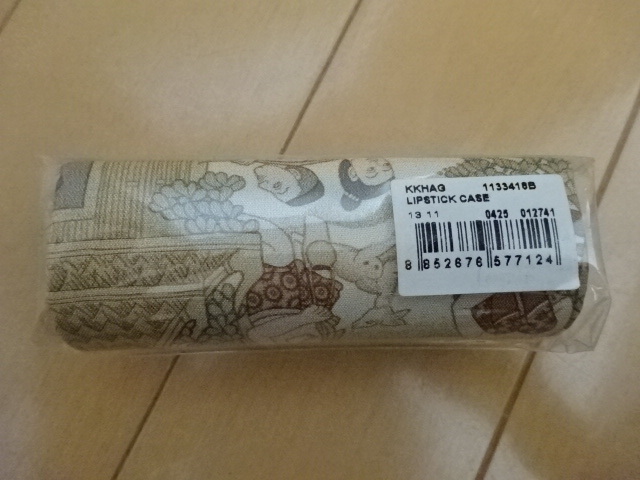 KKHAG 1133416B
LIPSTICK CASE
13 11 0425 012741
8 852676 577124